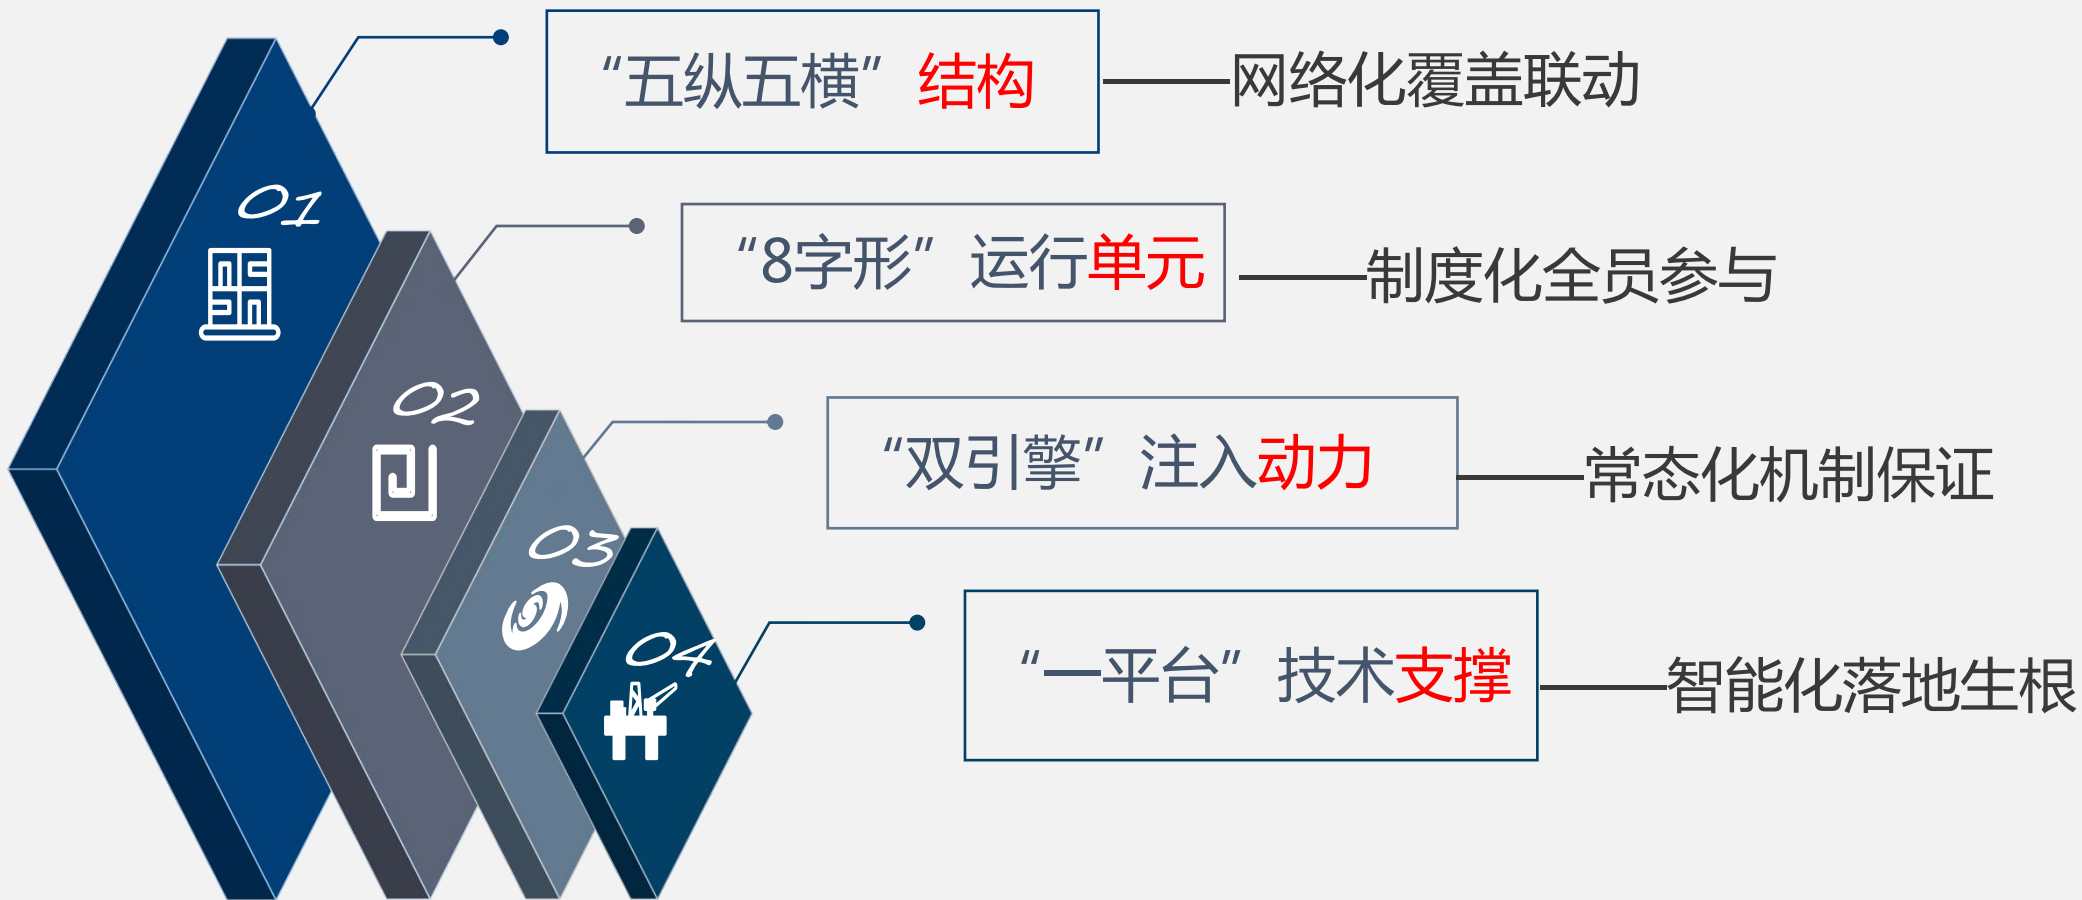 01
“五纵五横” 结构——网络化覆盖联动
02
“8字形” 运行单元——制度化全员参与
03
“双引擎” 注入动力——常态化机制保证
04
“一平台” 技术支撑——智能化落地生根